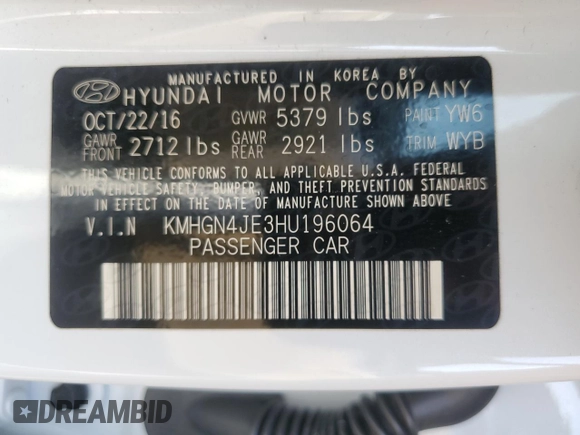 MANUFACTURED IN KOREA BY
HYUNDAI MOTOR COMPANY
OCT/22/16 GVWR 5379 lbs PAINT YW6
GAWR FRONT 2712 lbs GAWR REAR 2921 lbs TRIM WYB
THIS VEHICLE CONFORMS TO ALL APPLICABLE U.S.A. FEDERAL
MOTOR VEHICLE SAFETY, BUMPER, AND THEFT PREVENTION STANDARDS
IN EFFECT ON THE DATE OF MANUFACTURE SHOWN ABOVE
V.I.N KMHGN4JE3HU196064
PASSENGER CAR
DREAMBID